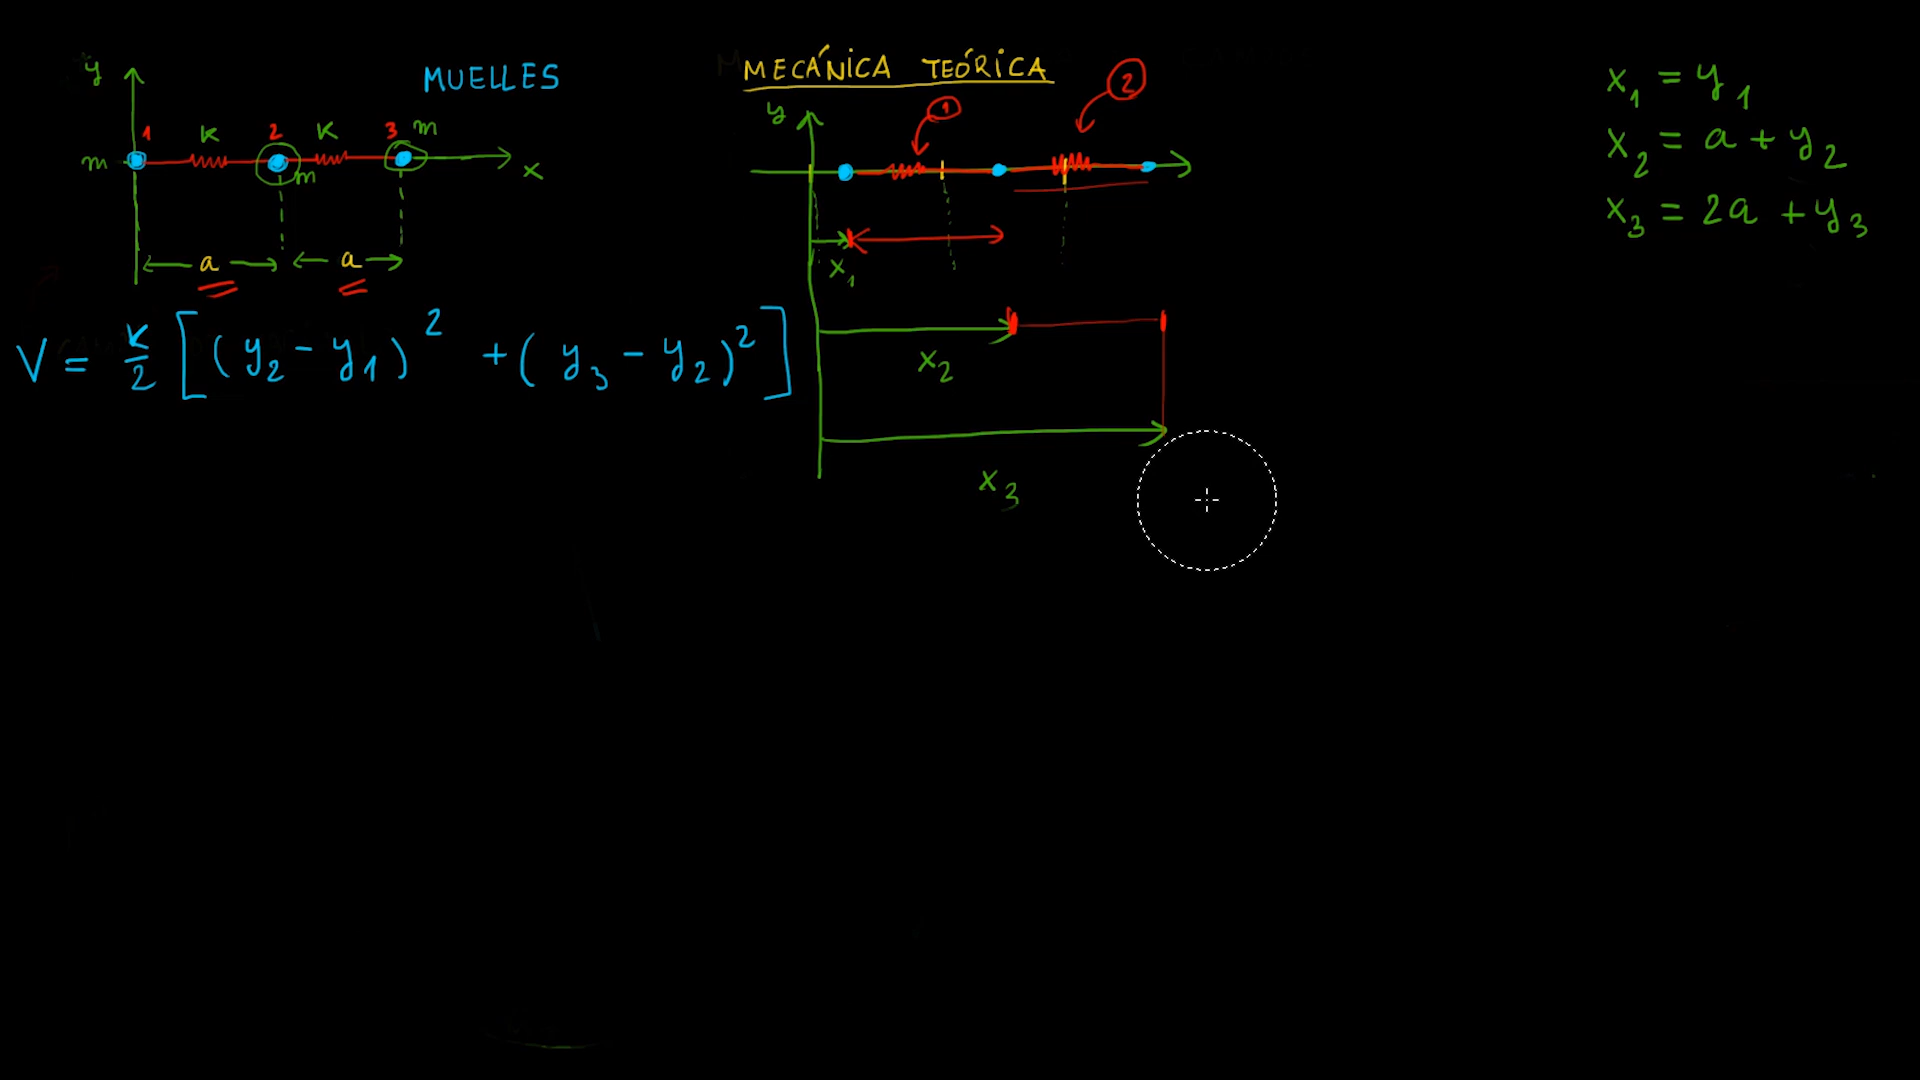 MUELLES
MECÁNICA TEÓRICA
y
1 K 2 K 3 m
m m x
a a
V = K/2 [(y₂ - y₁)² + (y₃ - y₂)²]
y 1 2
x₁
x₂
x₃
x₁ = y₁
x₂ = a + y₂
x₃ = 2a + y₃